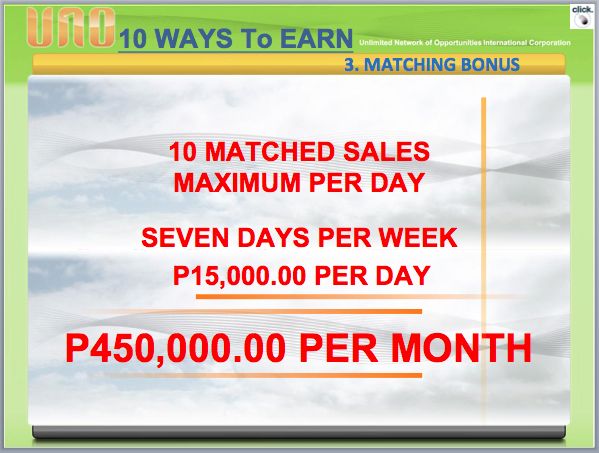 click.
UNO 10 WAYS To EARN Unlimited Network of Opportunities International Corporation
3. MATCHING BONUS
10 MATCHED SALES
MAXIMUM PER DAY
SEVEN DAYS PER WEEK
P15,000.00 PER DAY
P450,000.00 PER MONTH